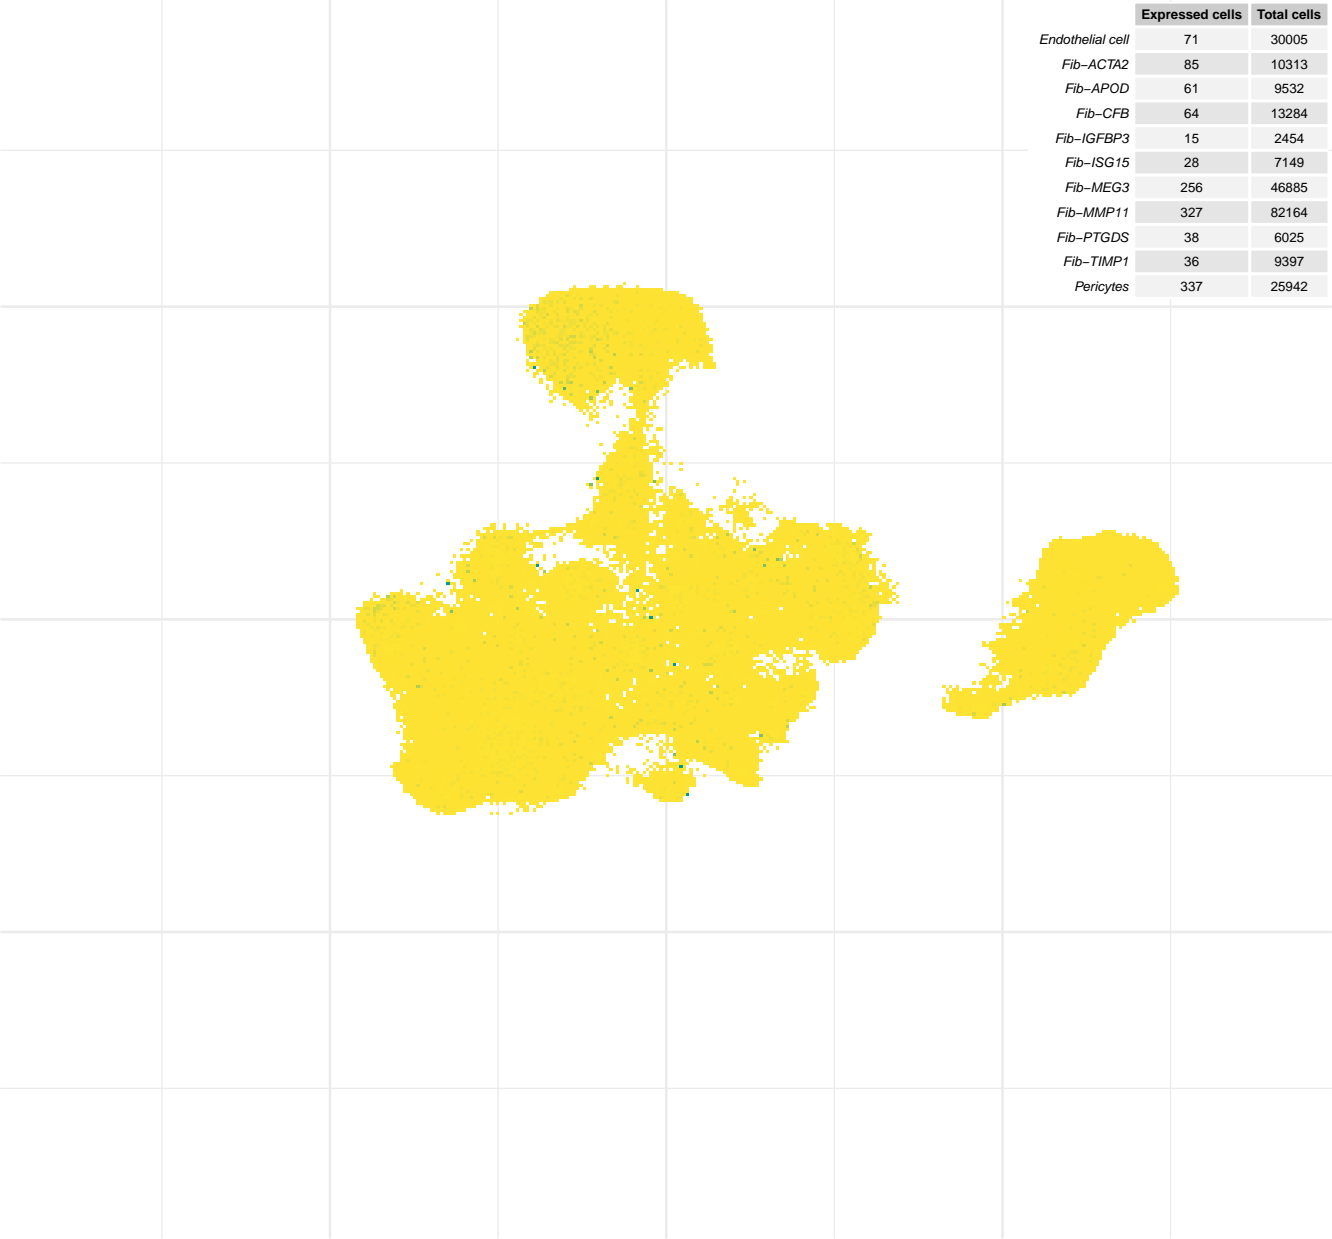 Expressed cells Total cells
Endothelial cell 71 30005
Fib−ACTA2 85 10313
Fib−APOD 61 9532
Fib−CFB 64 13284
Fib−IGFBP3 15 2454
Fib−ISG15 28 7149
Fib−MEG3 256 46885
Fib−MMP11 327 82164
Fib−PTGDS 38 6025
Fib−TIMP1 36 9397
Pericytes 337 25942